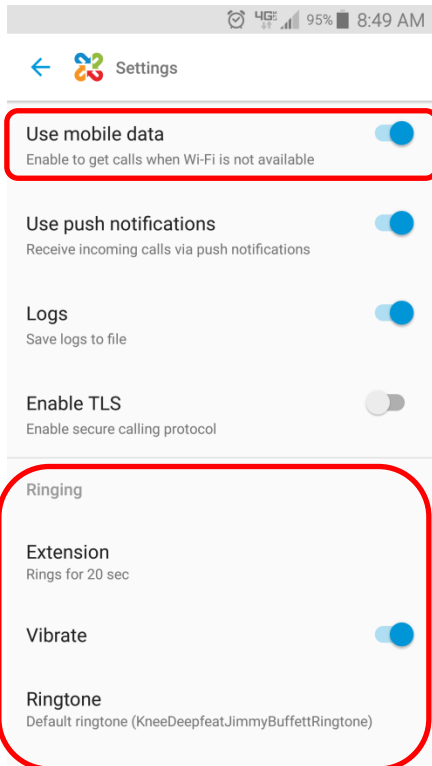 4G 95% 8:49 AM
Settings
Use mobile data
Enable to get calls when Wi-Fi is not available
Use push notifications
Receive incoming calls via push notifications
Logs
Save logs to file
Enable TLS
Enable secure calling protocol
Ringing
Extension
Rings for 20 sec
Vibrate
Ringtone
Default ringtone (KneeDeepfeatJimmyBuffettRingtone)